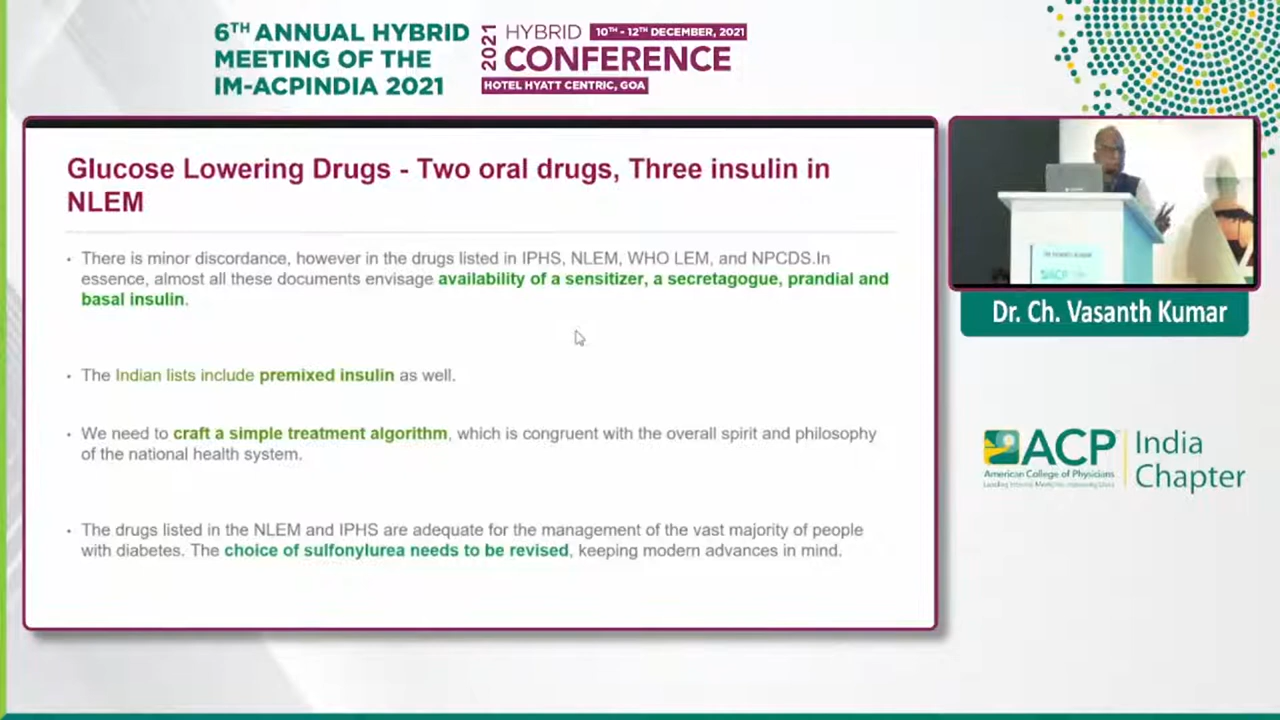 6TH ANNUAL HYBRID
MEETING OF THE
IM-ACPINDIA 2021
2021
HYBRID 10TH - 12TH DECEMBER, 2021
CONFERENCE
HOTEL HYATT CENTRIC, GOA
Glucose Lowering Drugs - Two oral drugs, Three insulin in
NLEM
• There is minor discordance, however in the drugs listed in IPHS, NLEM, WHO LEM, and NPCDS.In
essence, almost all these documents envisage availability of a sensitizer, a secretagogue, prandial and
basal insulin.
• The Indian lists include premixed insulin as well.
• We need to craft a simple treatment algorithm, which is congruent with the overall spirit and philosophy
of the national health system.
• The drugs listed in the NLEM and IPHS are adequate for the management of the vast majority of people
with diabetes. The choice of sulfonylurea needs to be revised, keeping modern advances in mind.
ACP
Dr. Ch. Vasanth Kumar
ACP
American College of Physicians
India
Chapter